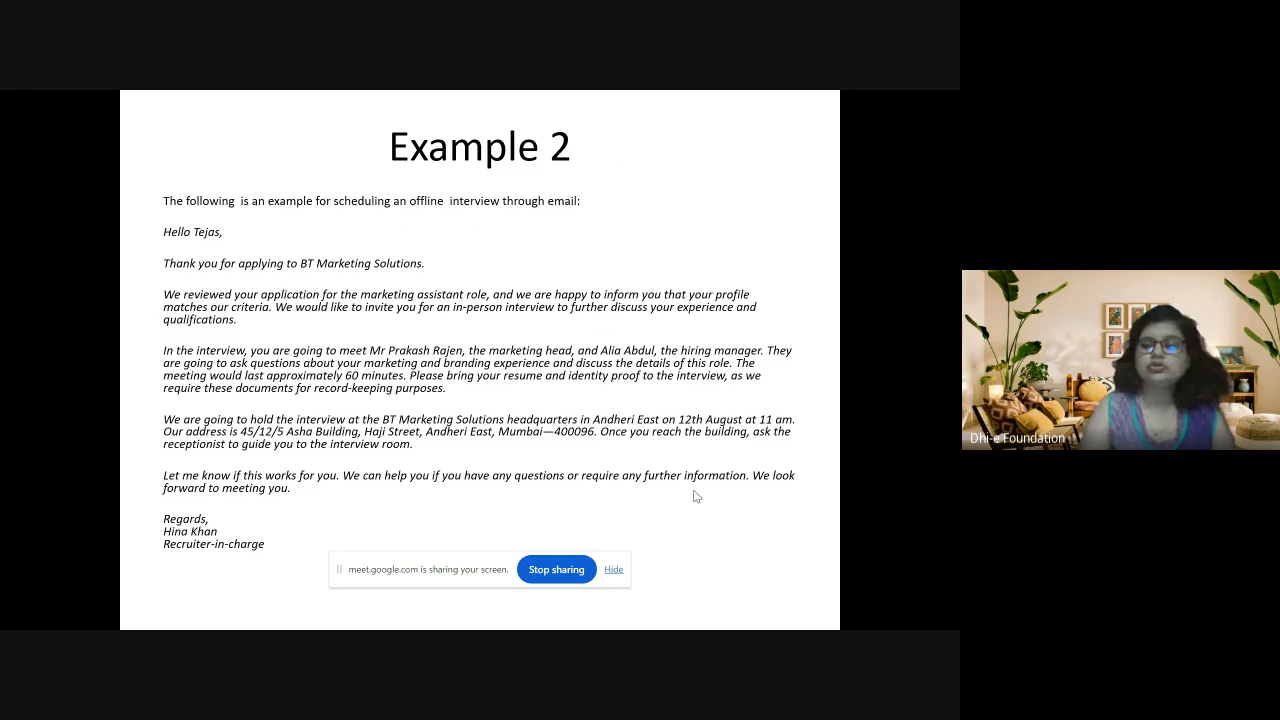 Example 2
The following  is an example for scheduling an offline  interview through email:
Hello Tejas,
Thank you for applying to BT Marketing Solutions.
We reviewed your application for the marketing assistant role, and we are happy to inform you that your profile
matches our criteria. We would like to invite you for an in-person interview to further discuss your experience and
qualifications.
In the interview, you are going to meet Mr Prakash Rajen, the marketing head, and Alia Abdul, the hiring manager. They
are going to ask questions about your marketing and branding experience and discuss the details of this role. The
meeting would last approximately 60 minutes. Please bring your resume and identity proof to the interview, as we
require these documents for record-keeping purposes.
We are going to hold the interview at the BT Marketing Solutions headquarters in Andheri East on 12th August at 11 am.
Our address is 45/12/5 Asha Building, Haji Street, Andheri East, Mumbai—400096. Once you reach the building, ask the
receptionist to guide you to the interview room.
Let me know if this works for you. We can help you if you have any questions or require any further information. We look
forward to meeting you.
Regards,
Hina Khan
Recruiter-in-charge
meet.google.com is sharing your screen.
Stop sharing
Hide
Dhi-e Foundation